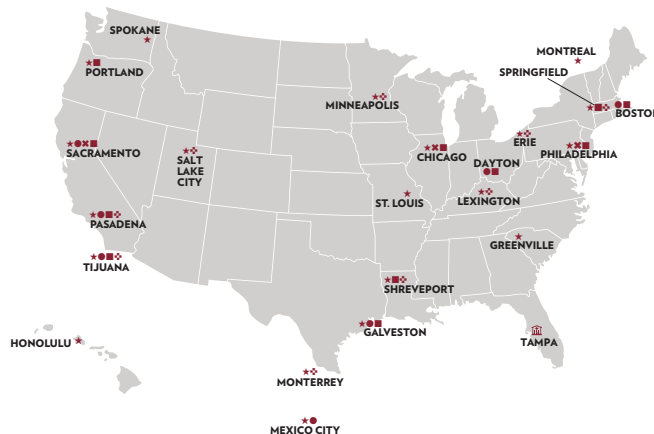 SPOKANE
MONTREAL
SPRINGFIELD
PORTLAND
MINNEAPOLIS
BOSTON
ERIE
SACRAMENTO
CHICAGO
PHILADELPHIA
SALT
LAKE
CITY
DAYTON
ST. LOUIS
LEXINGTON
PASADENA
GREENVILLE
TIJUANA
SHREVEPORT
GALVESTON
HONOLULU
TAMPA
MONTERREY
MEXICO CITY